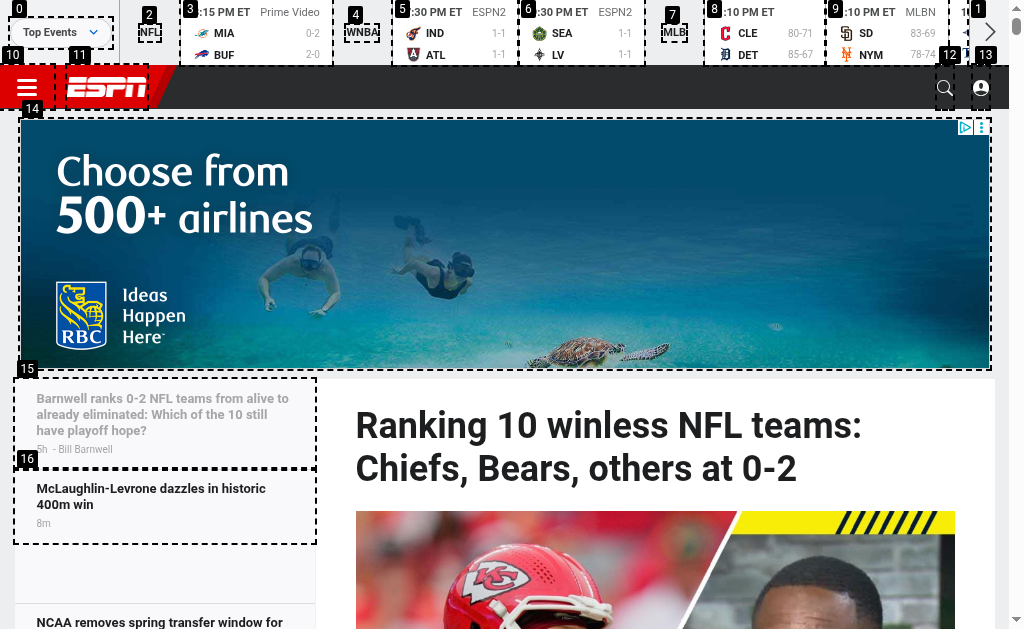 0
Top Events
2
NFL
3
:15 PM ET Prime Video
MIA 0-2
BUF 2-0
4
WNBA
5
:30 PM ET ESPN2
IND 1-1
ATL 1-1
6
:30 PM ET ESPN2
SEA 1-1
LV 1-1
7
MLB
8
:10 PM ET
CLE 80-71
DET 85-67
9
:10 PM ET MLBN
SD 83-69
NYM 78-74
1
10
11
ESPN
12
13
14
Choose from
500+ airlines
RBC
Ideas
Happen
Here
15
Barnwell ranks 0-2 NFL teams from alive to
already eliminated: Which of the 10 still
have playoff hope?
5h - Bill Barnwell
16
McLaughlin-Levrone dazzles in historic
400m win
8m
NCAA removes spring transfer window for
Ranking 10 winless NFL teams:
Chiefs, Bears, others at 0-2
KC